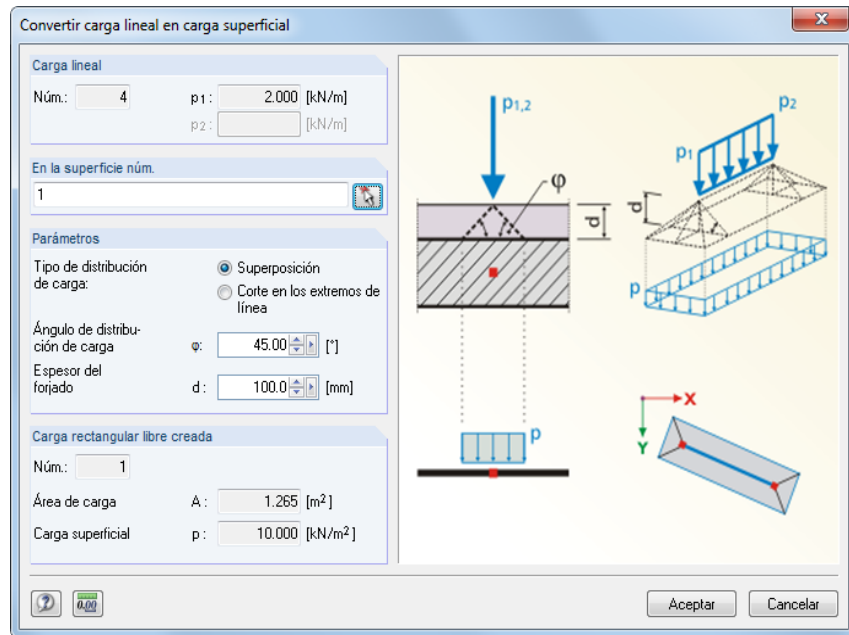 Convertir carga lineal en carga superficial
Carga lineal
Núm.: 4 p1: 2.000 [kN/m]
p2: [kN/m]
En la superficie núm.
1
Parámetros
Tipo de distribución
de carga:
Superposición
Corte en los extremos de
línea
Ángulo de distribu-
ción de carga φ: 45.00 [°]
Espesor del
forjado d: 100.0 [mm]
Carga rectangular libre creada
Núm.: 1
Área de carga A: 1.265 [m²]
Carga superficial p: 10.000 [kN/m²]
p1,2
φ
d
p
p2
p1
d
p
X
Y
0.00
Aceptar
Cancelar